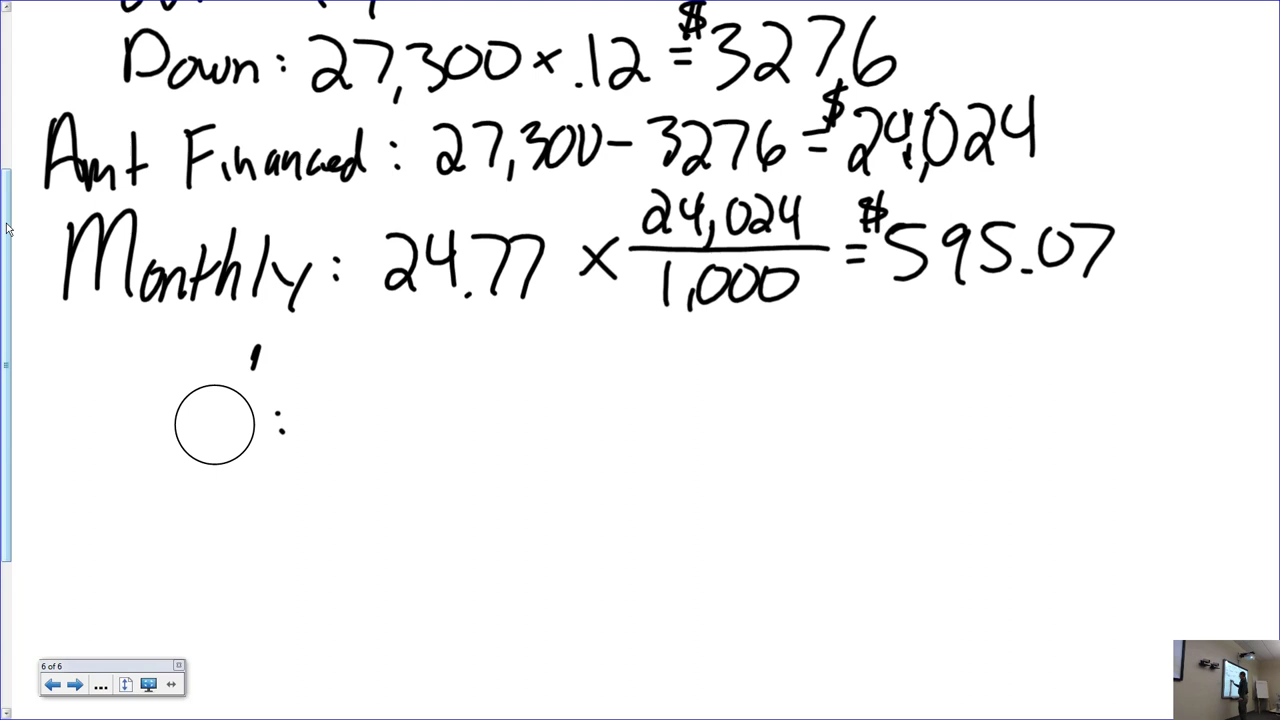 Down: 27,300 × .12 = $3276
Amt Financed: 27,300 - 3276 = $24,024
Monthly: 24.77 × 24,024/1,000 = $595.07
:
6 of 6
...